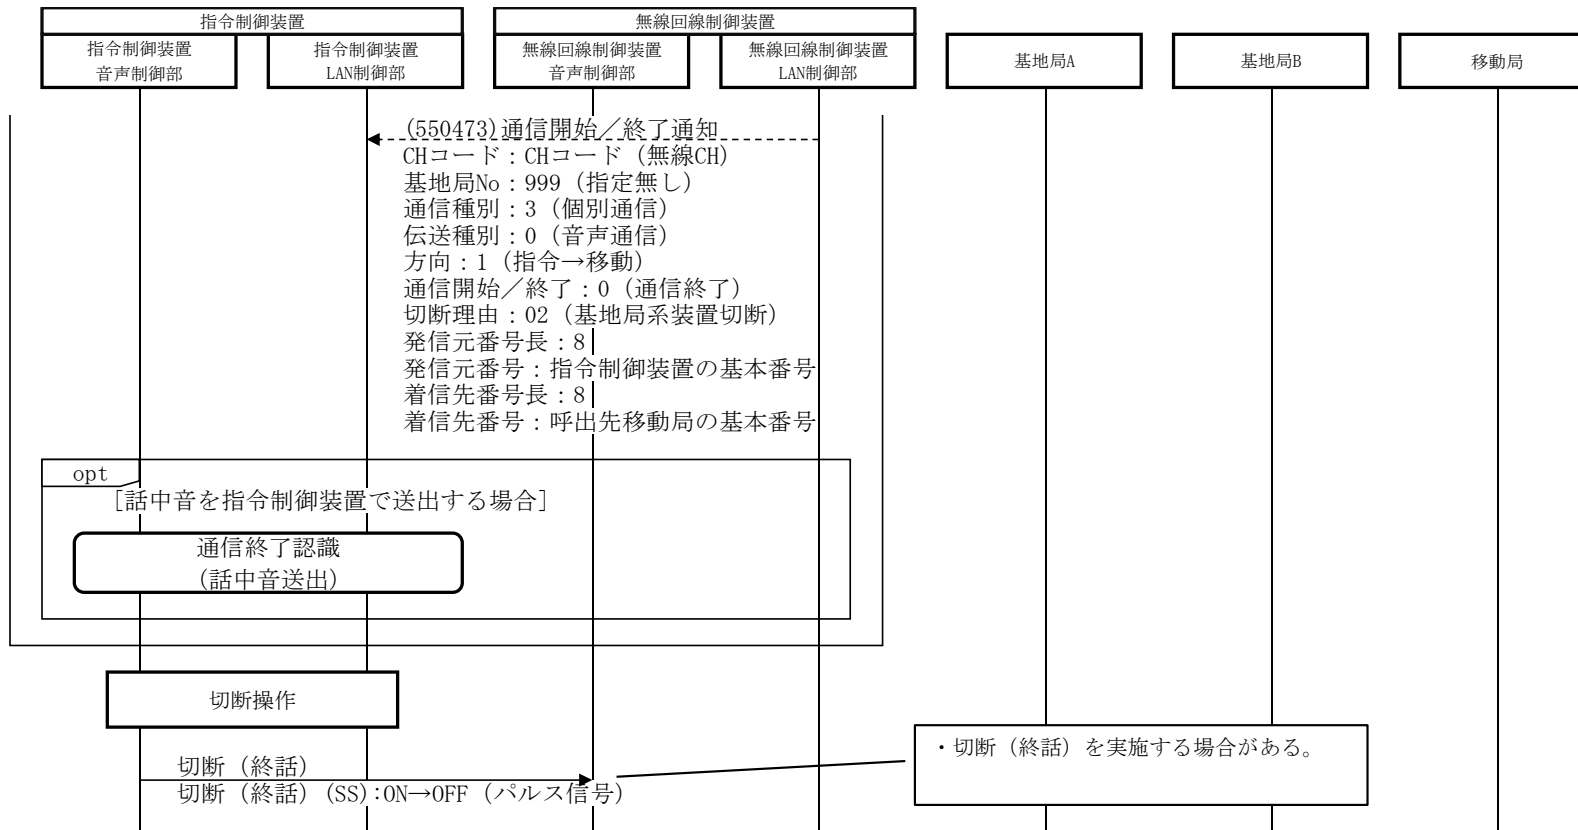 指令制御装置
無線回線制御装置
指令制御装置
音声制御部
指令制御装置
LAN制御部
無線回線制御装置
音声制御部
無線回線制御装置
LAN制御部
基地局A
基地局B
移動局
(550473)通信開始／終了通知
CHコード：CHコード（無線CH）
基地局No：999（指定無し）
通信種別：3（個別通信）
伝送種別：0（音声通信）
方向：1（指令→移動）
通信開始／終了：0（通信終了）
切断理由：02（基地局系装置切断）
発信元番号長：8
発信元番号：指令制御装置の基本番号
着信先番号長：8
着信先番号：呼出先移動局の基本番号
opt
［話中音を指令制御装置で送出する場合］
通信終了認識
（話中音送出）
切断操作
・切断（終話）を実施する場合がある。
切断（終話）
切断（終話）(SS):ON→OFF（パルス信号）